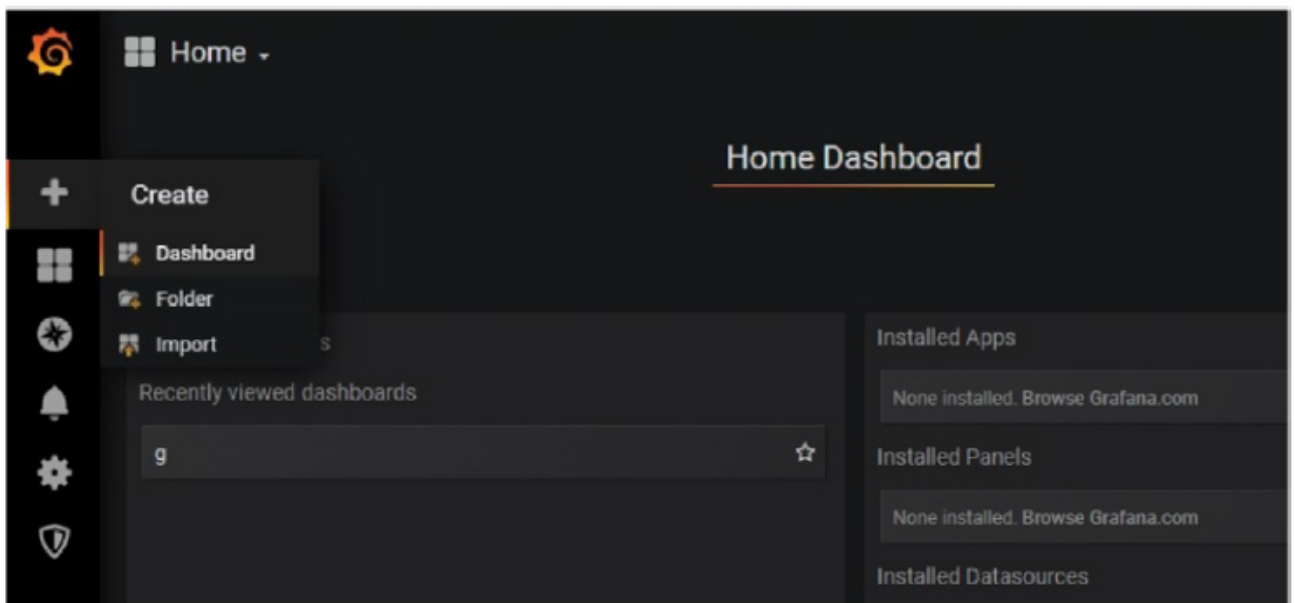 Home
Home Dashboard
Create
Dashboard
Folder
Import
s
Recently viewed dashboards
g
Installed Apps
None installed. Browse Grafana.com
Installed Panels
None installed. Browse Grafana.com
Installed Datasources